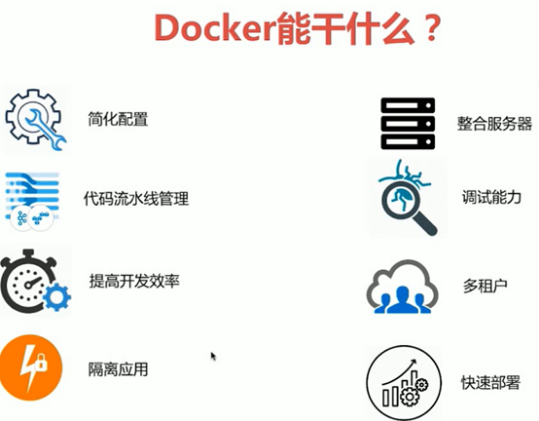 Docker能干什么？
简化配置
整合服务器
代码流水线管理
调试能力
提高开发效率
多租户
隔离应用
快速部署